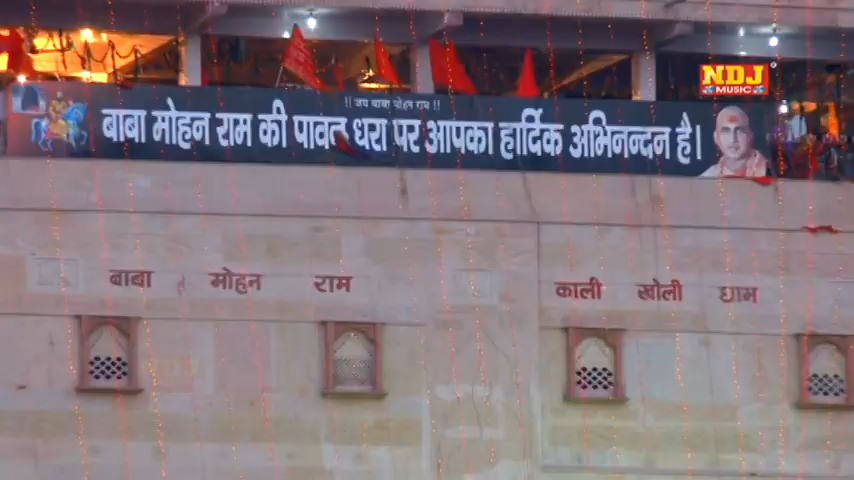 NDJ
MUSIC
!! जय बाबा मोहन राम !!
बाबा मोहन राम की पावन धरा पर आपका हार्दिक अभिनन्दन है।
बाबा मोहन राम काली खोली धाम